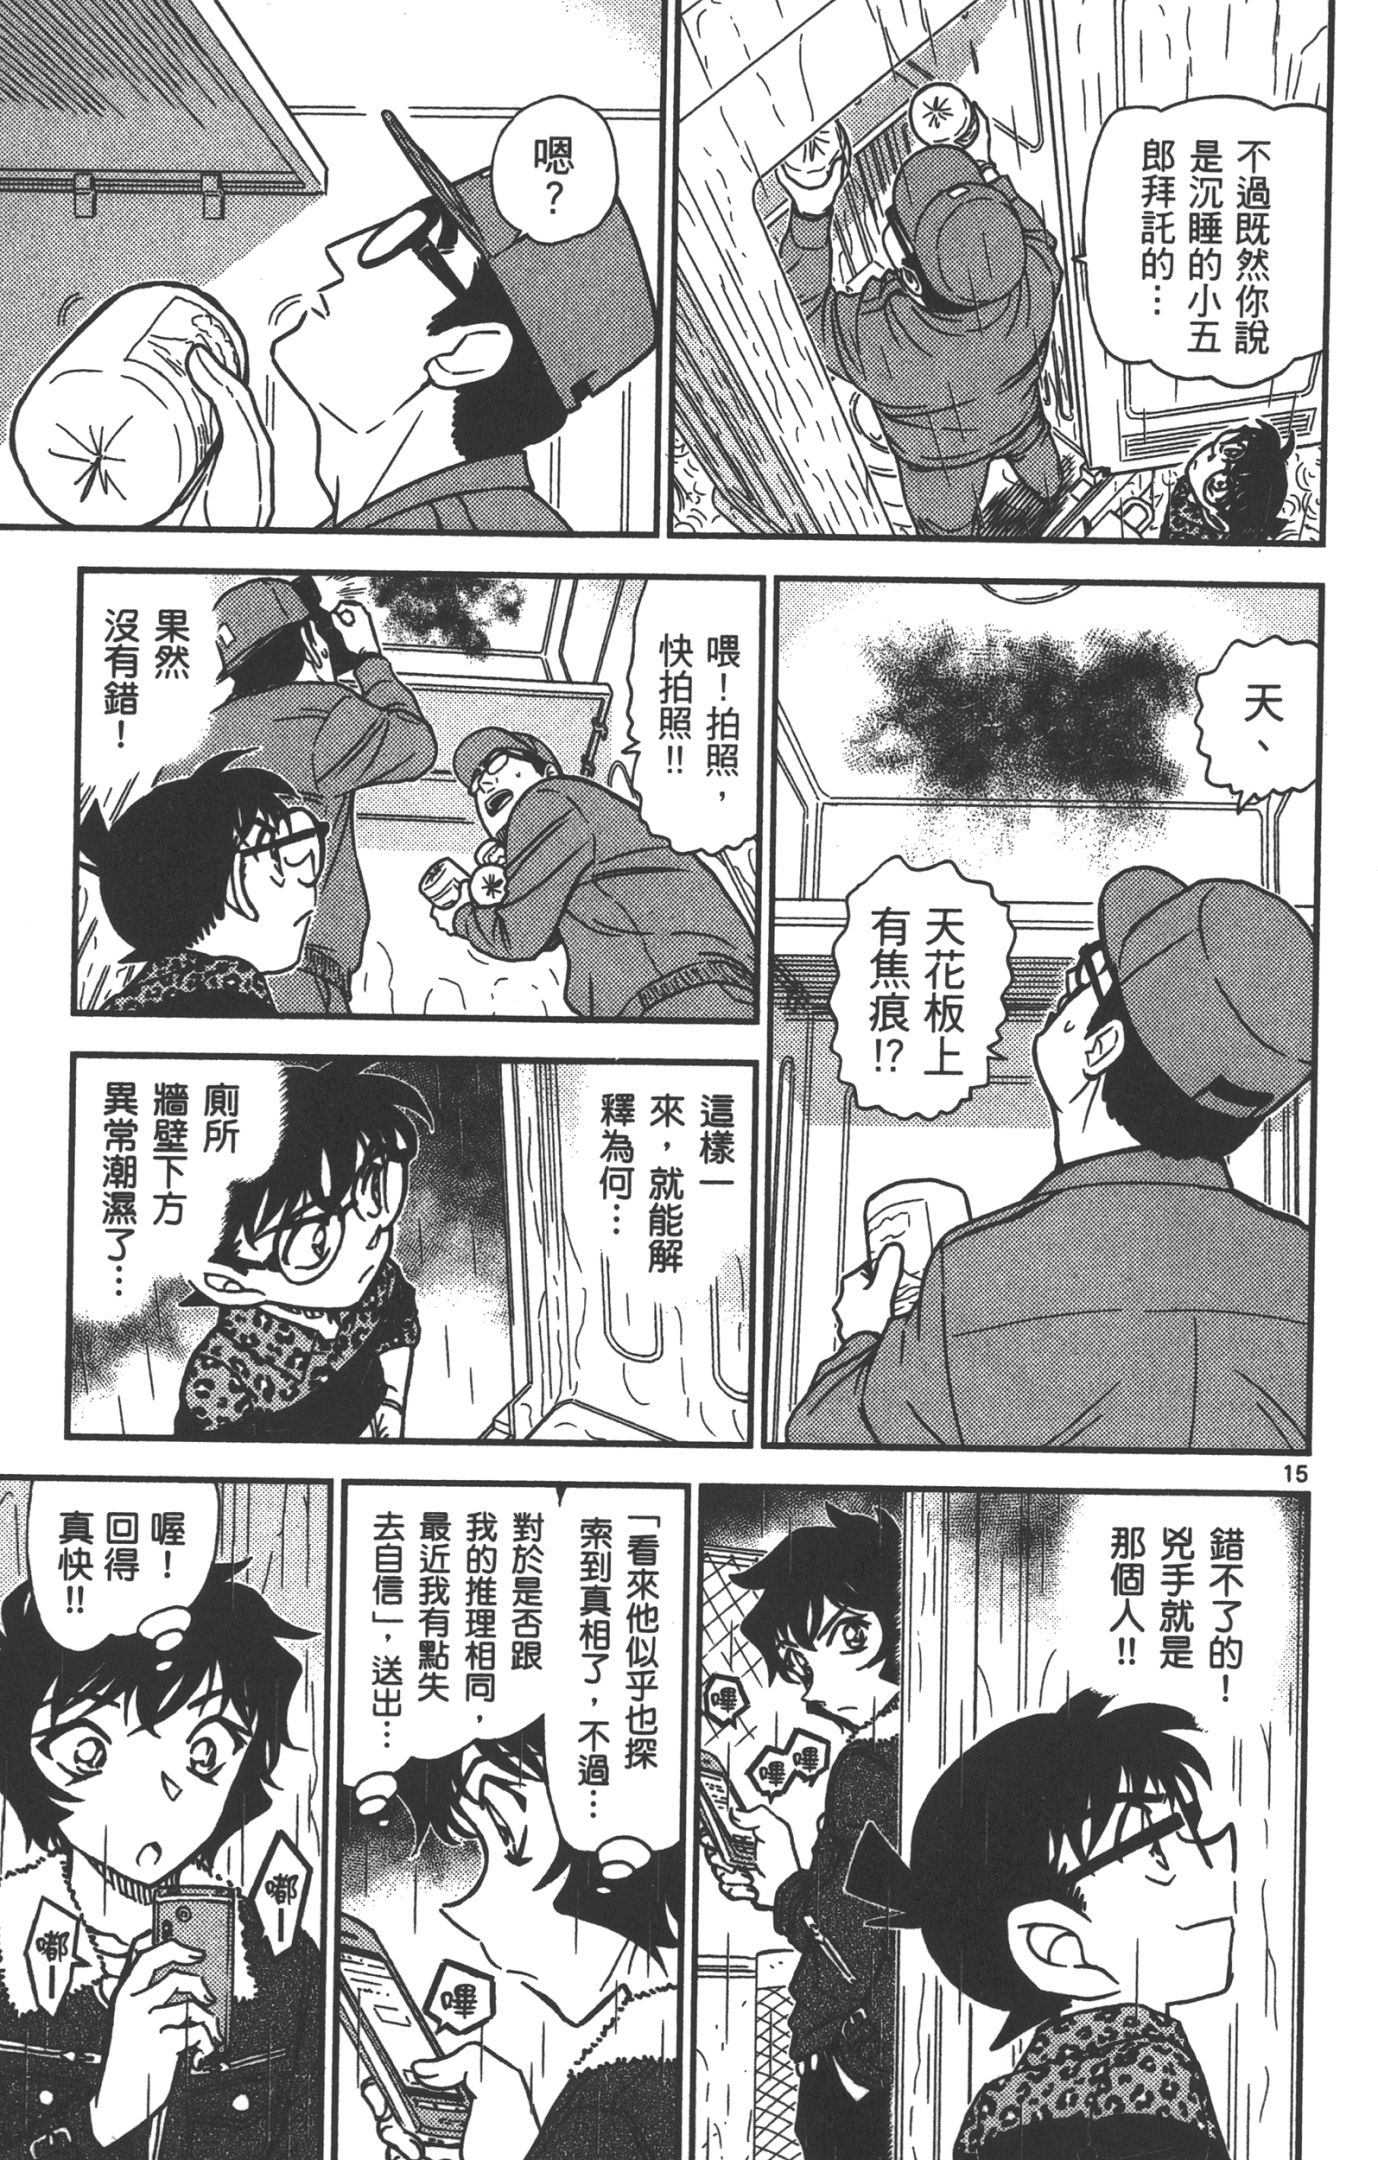 不過既然你說
是沉睡的小五
郎拜託的…
嗯?
天、
天花板上
有焦痕!?
喂!拍照,
快拍照!!
果然
沒有錯!
這樣一
來,就能解
釋為何…
廁所
牆壁下方
異常潮濕了…
15
錯不了的!
兇手就是
那個人!!
嗶
嗶
嗶
「看來他似乎也探
索到真相了,不過…
對於是否跟
我的推理相同,
最近我有點失
去自信」,送出…
嗶
喔!
回得
真快!!
嘟ー
嘟ー